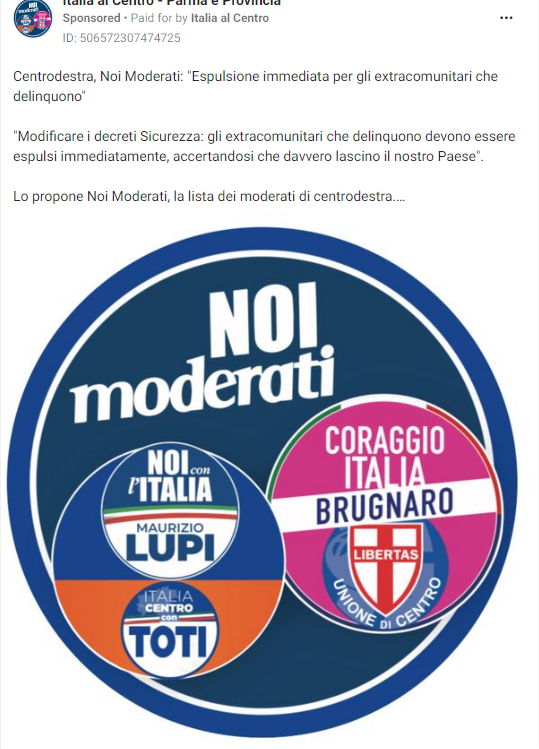 Italia al Centro - Parma e Provincia
Sponsored • Paid for by Italia al Centro
ID: 506572307474725
Centrodestra, Noi Moderati: "Espulsione immediata per gli extracomunitari che
delinquono"
"Modificare i decreti Sicurezza: gli extracomunitari che delinquono devono essere
espulsi immediatamente, accertandosi che davvero lascino il nostro Paese".
Lo propone Noi Moderati, la lista dei moderati di centrodestra....
NOI
moderati
NOI con
l'ITALIA
MAURIZIO
LUPI
ITALIA
CENTRO
con
TOTI
CORAGGIO
ITALIA
BRUGNARO
LIBERTAS
UNIONE DI CENTRO